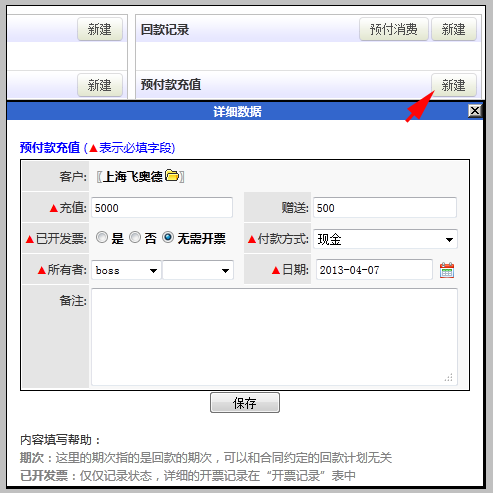 新建 回款记录 预付消费 新建
新建 预付款充值 新建
详细数据
预付款充值 (▲表示必填字段)
客户: 〖上海飞奥德〗
▲充值: 5000 赠送: 500
▲已开发票: 是 否 无需开票 ▲付款方式: 现金
▲所有者: boss ▲日期: 2013-04-07
备注:
保存
内容填写帮助：
期次：这里的期次指的是回款的期次，可以和合同约定的回款计划无关
已开发票：仅仅记录状态，详细的开票记录在“开票记录”表中